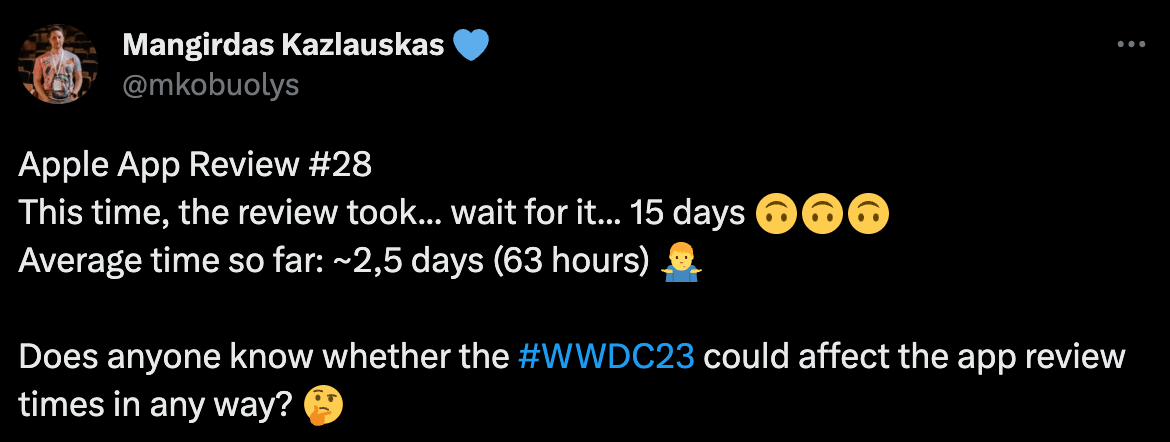 Mangirdas Kazlauskas 💙
@mkobuolys
Apple App Review #28
This time, the review took... wait for it... 15 days 🙃🙃🙃
Average time so far: ~2,5 days (63 hours) 🤷‍♂️
Does anyone know whether the #WWDC23 could affect the app review
times in any way? 🤔